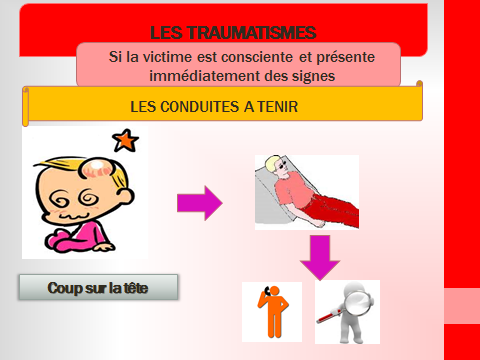 LES TRAUMATISMES
Si la victime est consciente et présente
immédiatement des signes
LES CONDUITES A TENIR
Coup sur la tête